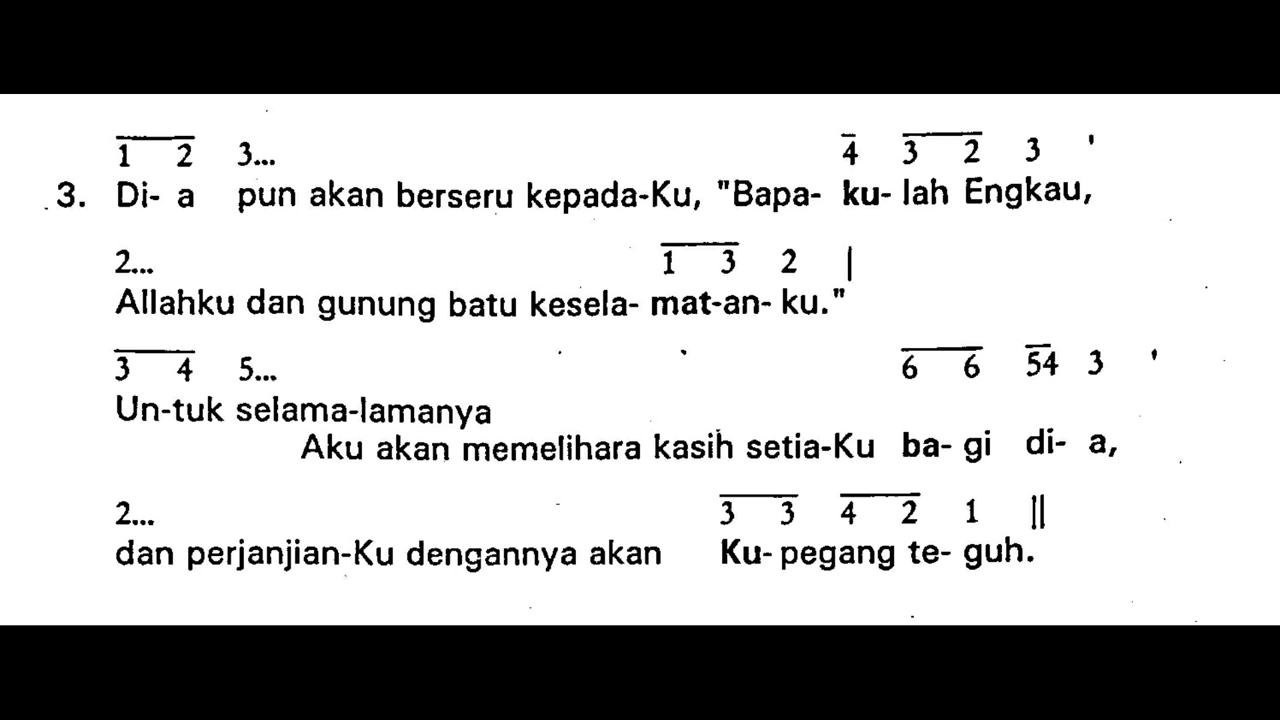 1 2 3... 4 3 2 3 '
3. Di- a pun akan berseru kepada-Ku, "Bapa- ku- lah Engkau,
2... 1 3 2 |
Allahku dan gunung batu kesela- mat-an- ku."
3 4 5... 6 6 54 3 '
Un-tuk selama-lamanya
Aku akan memelihara kasih setia-Ku ba- gi di- a,
2... 3 3 4 2 1 ||
dan perjanjian-Ku dengannya akan Ku- pegang te- guh.